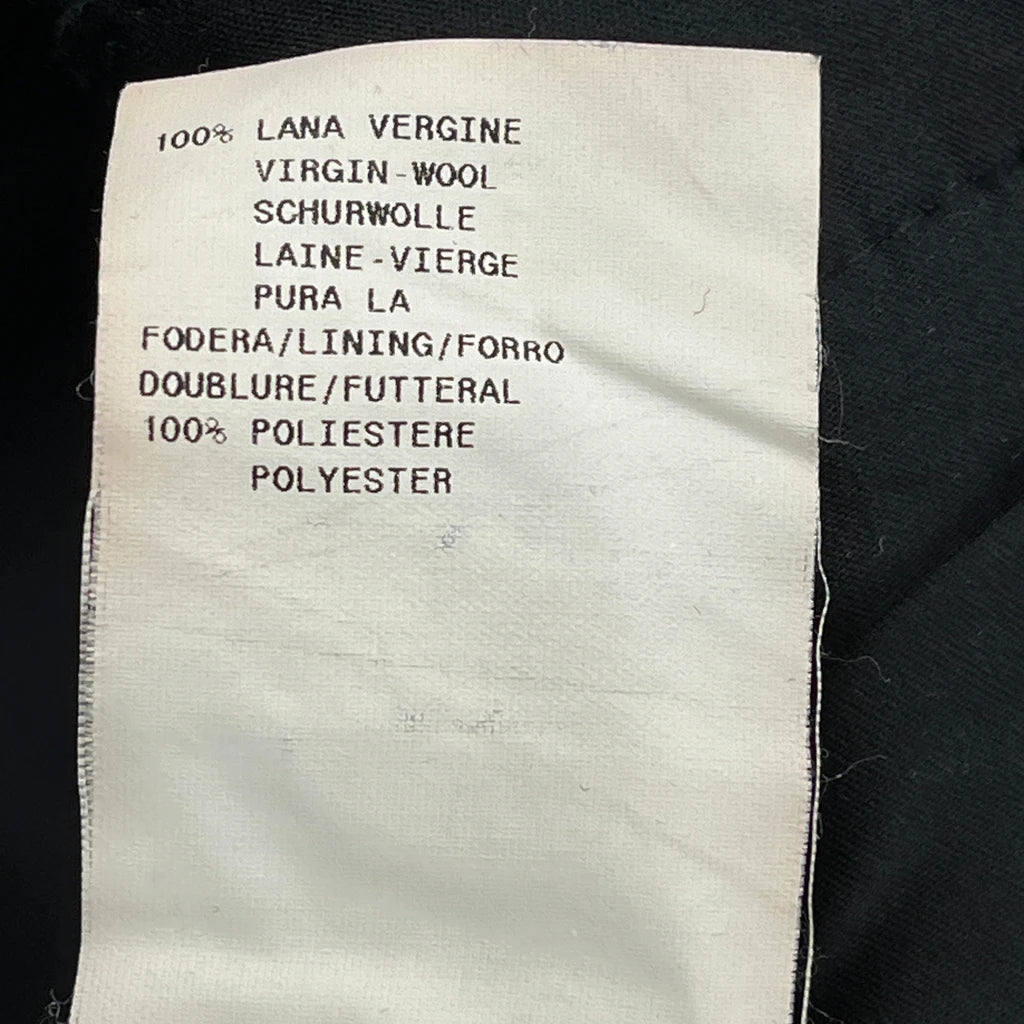 100% LANA VERGINE
VIRGIN-WOOL
SCHURWOLLE
LAINE-VIERGE
PURA LA
FODERA/LINING/FORRO
DOUBLURE/FUTTERAL
100% POLIESTERE
POLYESTER